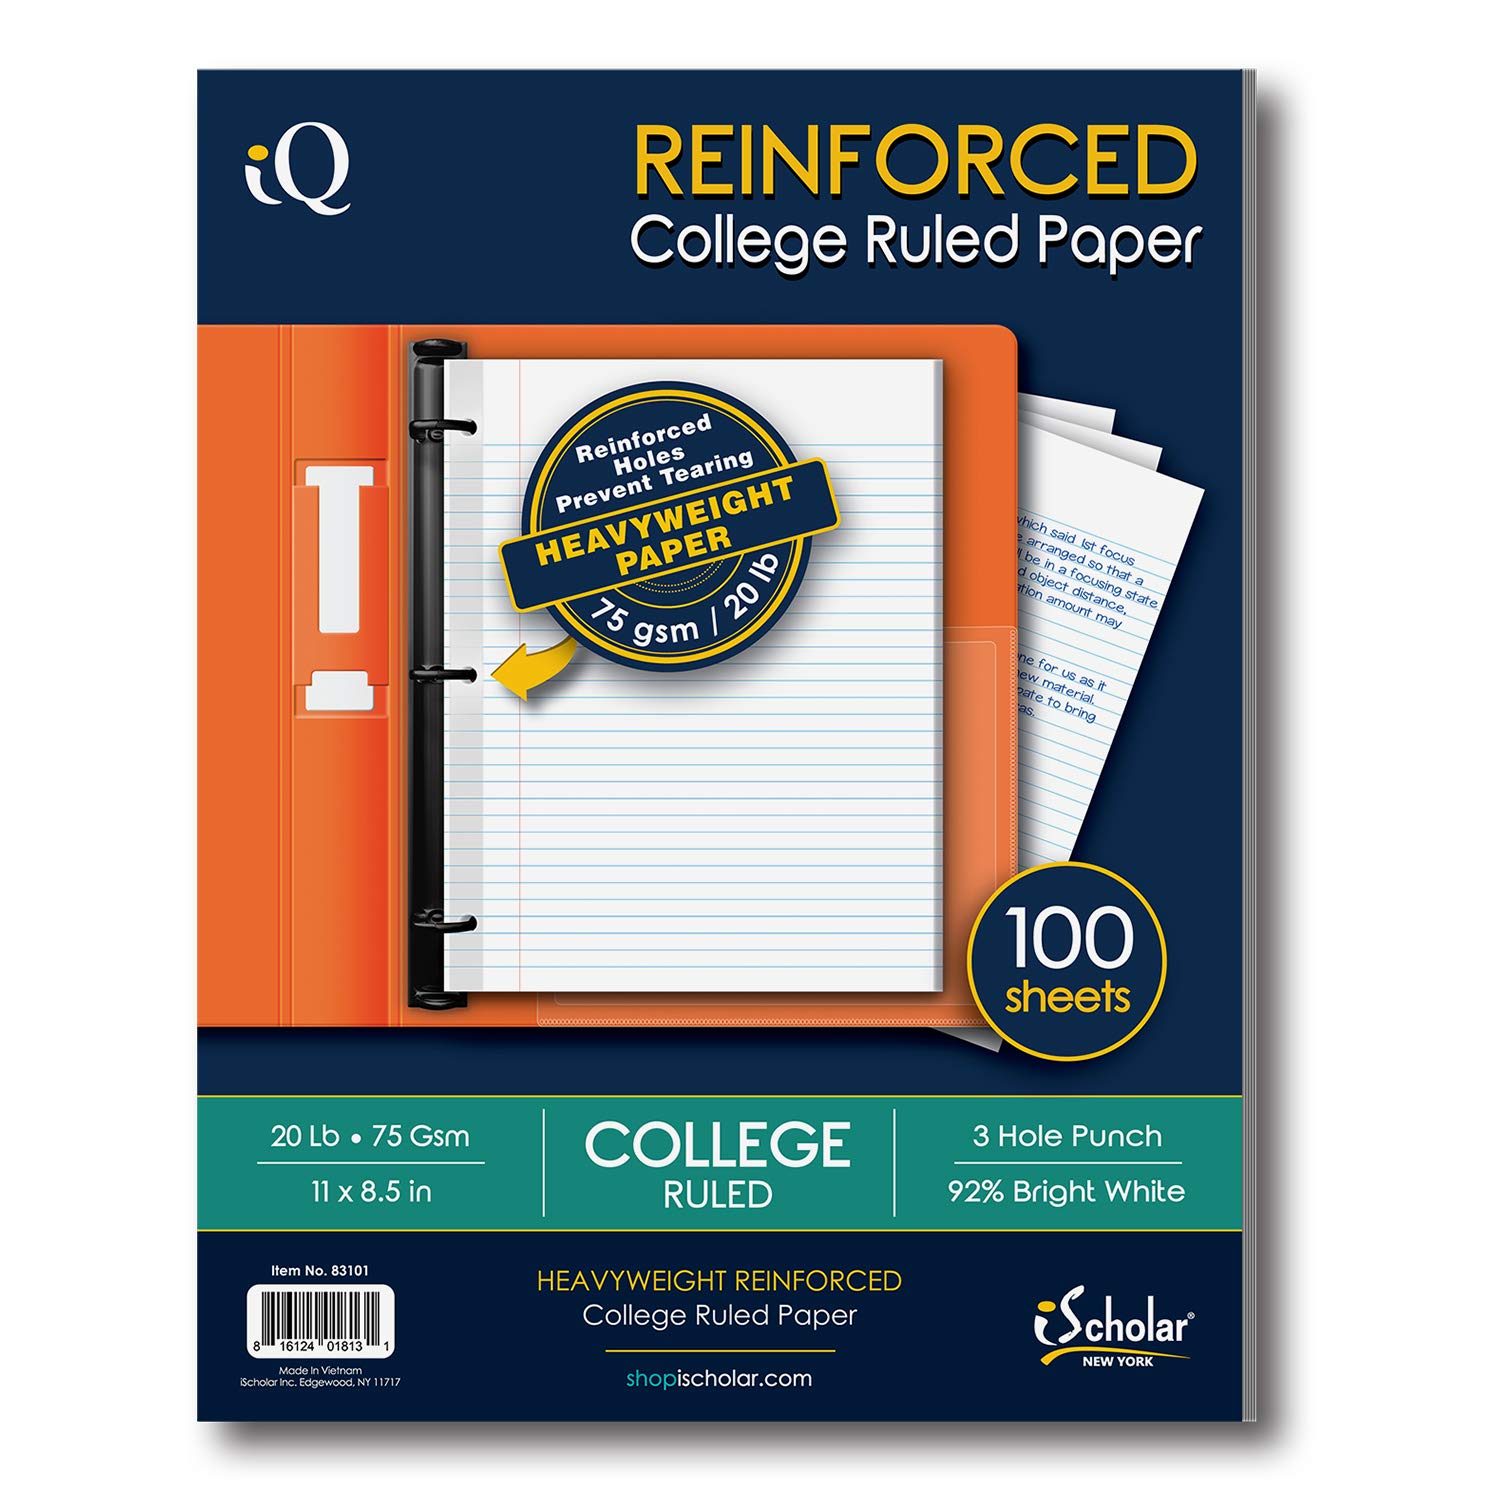 iQ
REINFORCED
College Ruled Paper
Reinforced
Holes
Prevent Tearing
HEAVYWEIGHT
PAPER
75 gsm / 20 lb
which said 1st focus
arranged so that a
be in a focusing state
object distance,
amount may
for us as it
new material.
to bring
100
sheets
20 Lb • 75 Gsm
11 x 8.5 in
COLLEGE
RULED
3 Hole Punch
92% Bright White
Item No. 83101
8 16124 01813 1
Made In Vietnam
iScholar Inc. Edgewood, NY 11717
HEAVYWEIGHT REINFORCED
College Ruled Paper
shopischolar.com
iScholar®
NEW YORK